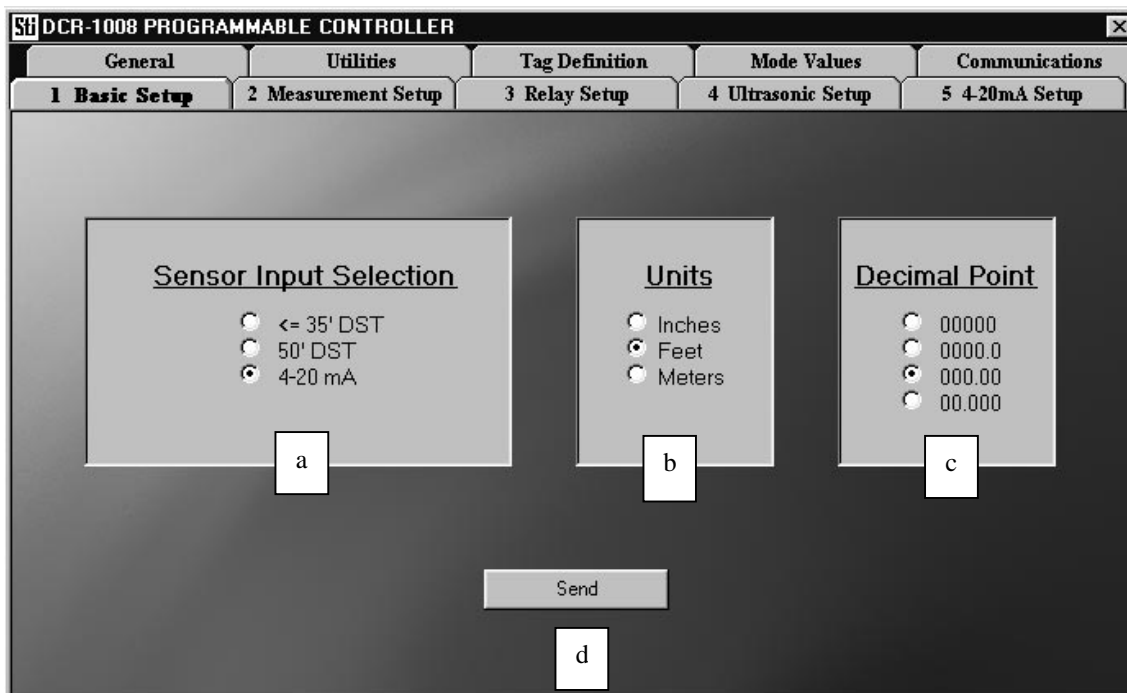 Sti DCR-1008 PROGRAMMABLE CONTROLLER
General Utilities Tag Definition Mode Values Communications
1 Basic Setup 2 Measurement Setup 3 Relay Setup 4 Ultrasonic Setup 5 4-20mA Setup
Sensor Input Selection
<= 35' DST
50' DST
4-20 mA
a
Units
Inches
Feet
Meters
b
Decimal Point
00000
0000.0
000.00
00.000
c
Send
d